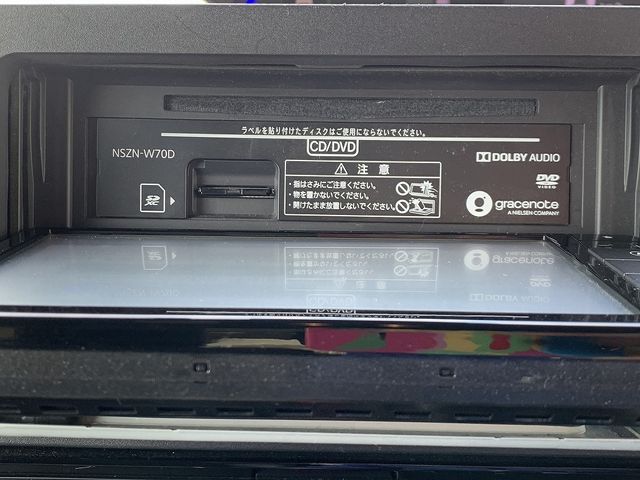 ラベルを貼り付けたディスクはご使用にならないでください。
CD/DVD
NSZN-W70D
SD XC
注意
・指はさみにご注意ください。
・物を置かないでください。
・開けたまま放置しないでください。
DOLBY AUDIO
DVD VIDEO
gracenote
A NIELSEN COMPANY